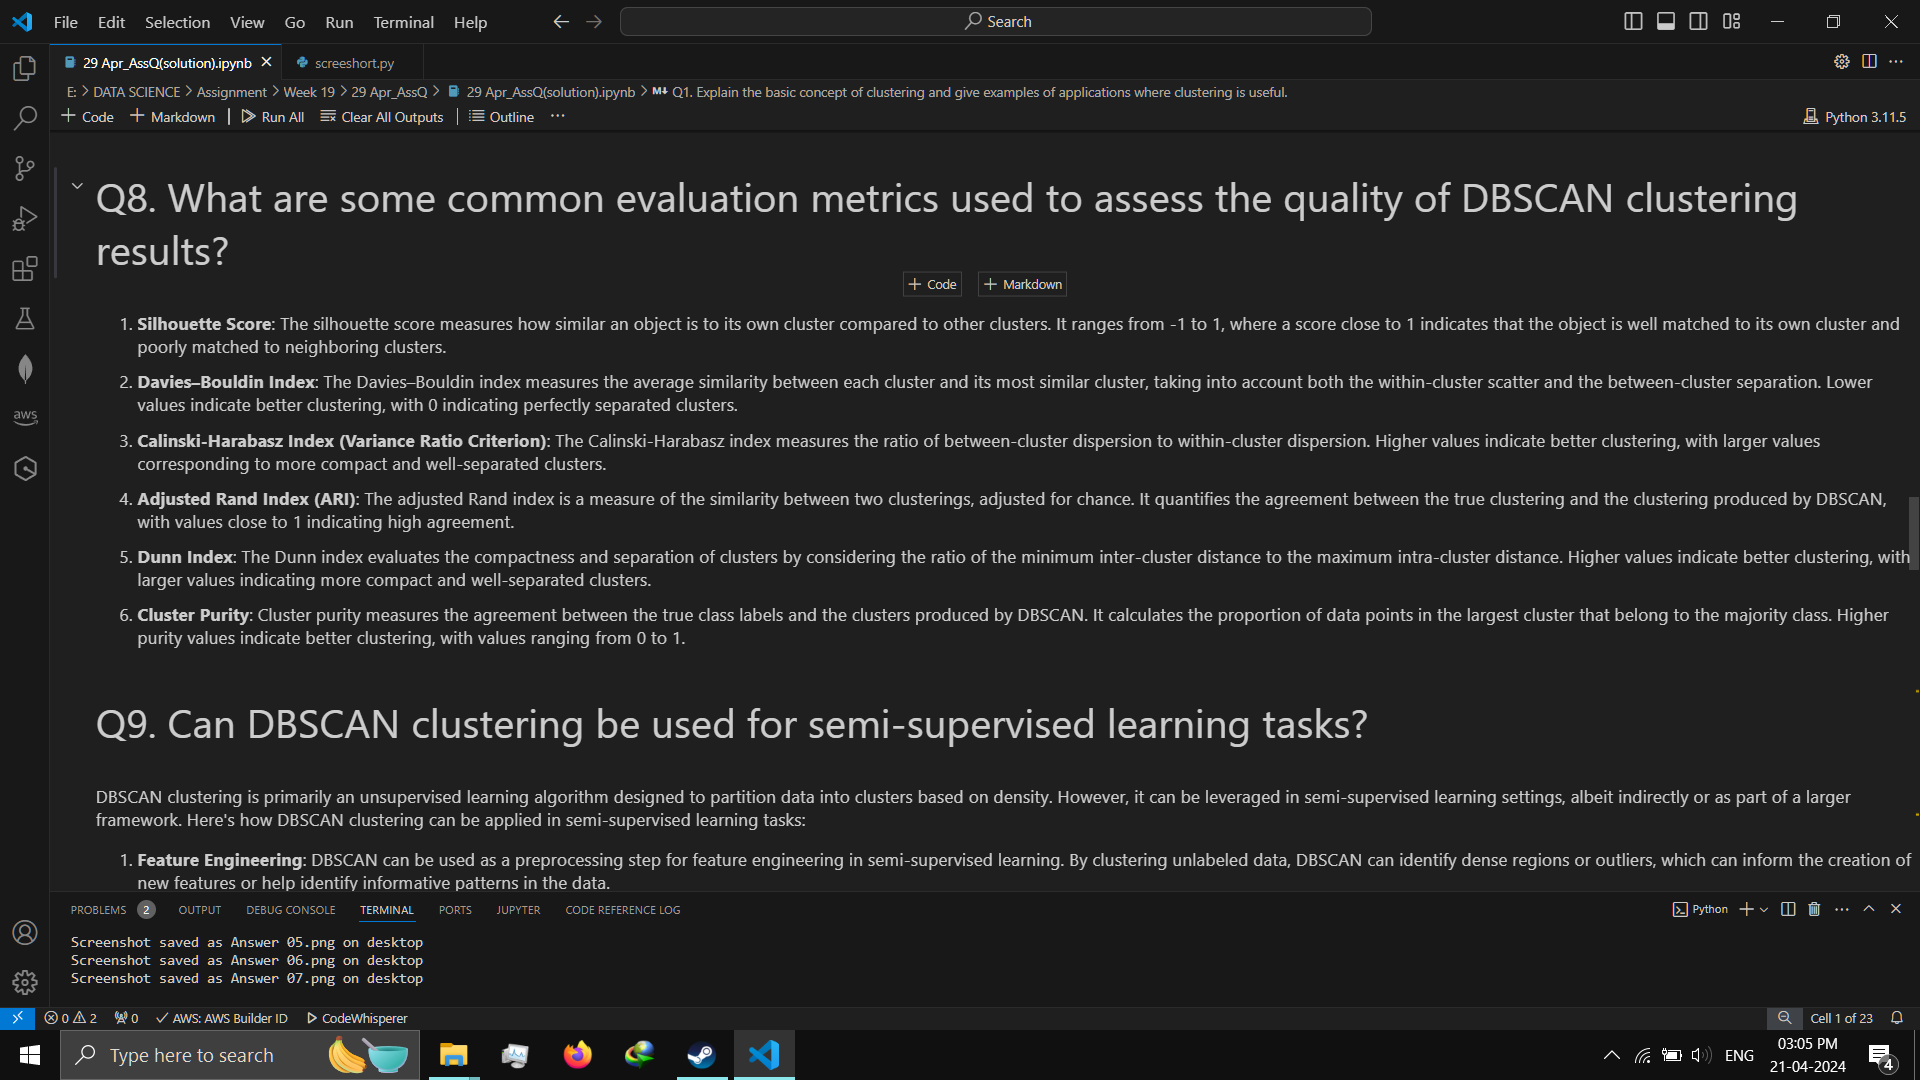 File Edit Selection View Go Run Terminal Help
Search
29 Apr_AssQ(solution).ipynb
screeshort.py
E: > DATA SCIENCE > Assignment > Week 19 > 29 Apr_AssQ > 29 Apr_AssQ(solution).ipynb > M↓ Q1. Explain the basic concept of clustering and give examples of applications where clustering is useful.
+ Code + Markdown | Run All Clear All Outputs | Outline ...
Python 3.11.5
Q8. What are some common evaluation metrics used to assess the quality of DBSCAN clustering
results?
+ Code + Markdown
1. Silhouette Score: The silhouette score measures how similar an object is to its own cluster compared to other clusters. It ranges from -1 to 1, where a score close to 1 indicates that the object is well matched to its own cluster and
poorly matched to neighboring clusters.
2. Davies–Bouldin Index: The Davies–Bouldin index measures the average similarity between each cluster and its most similar cluster, taking into account both the within-cluster scatter and the between-cluster separation. Lower
values indicate better clustering, with 0 indicating perfectly separated clusters.
3. Calinski-Harabasz Index (Variance Ratio Criterion): The Calinski-Harabasz index measures the ratio of between-cluster dispersion to within-cluster dispersion. Higher values indicate better clustering, with larger values
corresponding to more compact and well-separated clusters.
4. Adjusted Rand Index (ARI): The adjusted Rand index is a measure of the similarity between two clusterings, adjusted for chance. It quantifies the agreement between the true clustering and the clustering produced by DBSCAN,
with values close to 1 indicating high agreement.
5. Dunn Index: The Dunn index evaluates the compactness and separation of clusters by considering the ratio of the minimum inter-cluster distance to the maximum intra-cluster distance. Higher values indicate better clustering, with
larger values indicating more compact and well-separated clusters.
6. Cluster Purity: Cluster purity measures the agreement between the true class labels and the clusters produced by DBSCAN. It calculates the proportion of data points in the largest cluster that belong to the majority class. Higher
purity values indicate better clustering, with values ranging from 0 to 1.
Q9. Can DBSCAN clustering be used for semi-supervised learning tasks?
DBSCAN clustering is primarily an unsupervised learning algorithm designed to partition data into clusters based on density. However, it can be leveraged in semi-supervised learning settings, albeit indirectly or as part of a larger
framework. Here's how DBSCAN clustering can be applied in semi-supervised learning tasks:
1. Feature Engineering: DBSCAN can be used as a preprocessing step for feature engineering in semi-supervised learning. By clustering unlabeled data, DBSCAN can identify dense regions or outliers, which can inform the creation of
new features or help identify informative patterns in the data.
PROBLEMS 2 OUTPUT DEBUG CONSOLE TERMINAL PORTS JUPYTER CODE REFERENCE LOG
Python
Screenshot saved as Answer 05.png on desktop
Screenshot saved as Answer 06.png on desktop
Screenshot saved as Answer 07.png on desktop
aws
0 2 0 AWS: AWS Builder ID CodeWhisperer
Cell 1 of 23
Type here to search
ENG
03:05 PM
21-04-2024
4